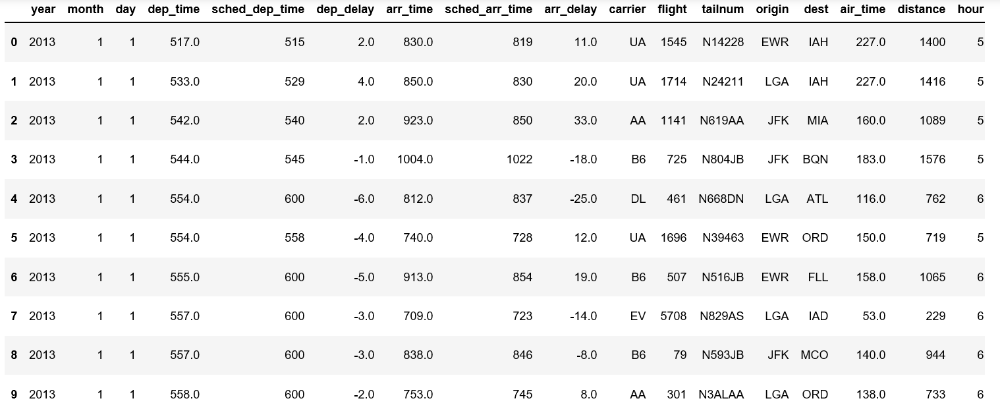 year month day dep_time sched_dep_time dep_delay arr_time sched_arr_time arr_delay carrier flight tailnum origin dest air_time distance hour
0 2013 1 1 517.0 515 2.0 830.0 819 11.0 UA 1545 N14228 EWR IAH 227.0 1400 5
1 2013 1 1 533.0 529 4.0 850.0 830 20.0 UA 1714 N24211 LGA IAH 227.0 1416 5
2 2013 1 1 542.0 540 2.0 923.0 850 33.0 AA 1141 N619AA JFK MIA 160.0 1089 5
3 2013 1 1 544.0 545 -1.0 1004.0 1022 -18.0 B6 725 N804JB JFK BQN 183.0 1576 5
4 2013 1 1 554.0 600 -6.0 812.0 837 -25.0 DL 461 N668DN LGA ATL 116.0 762 6
5 2013 1 1 554.0 558 -4.0 740.0 728 12.0 UA 1696 N39463 EWR ORD 150.0 719 5
6 2013 1 1 555.0 600 -5.0 913.0 854 19.0 B6 507 N516JB EWR FLL 158.0 1065 6
7 2013 1 1 557.0 600 -3.0 709.0 723 -14.0 EV 5708 N829AS LGA IAD 53.0 229 6
8 2013 1 1 557.0 600 -3.0 838.0 846 -8.0 B6 79 N593JB JFK MCO 140.0 944 6
9 2013 1 1 558.0 600 -2.0 753.0 745 8.0 AA 301 N3ALAA LGA ORD 138.0 733 6